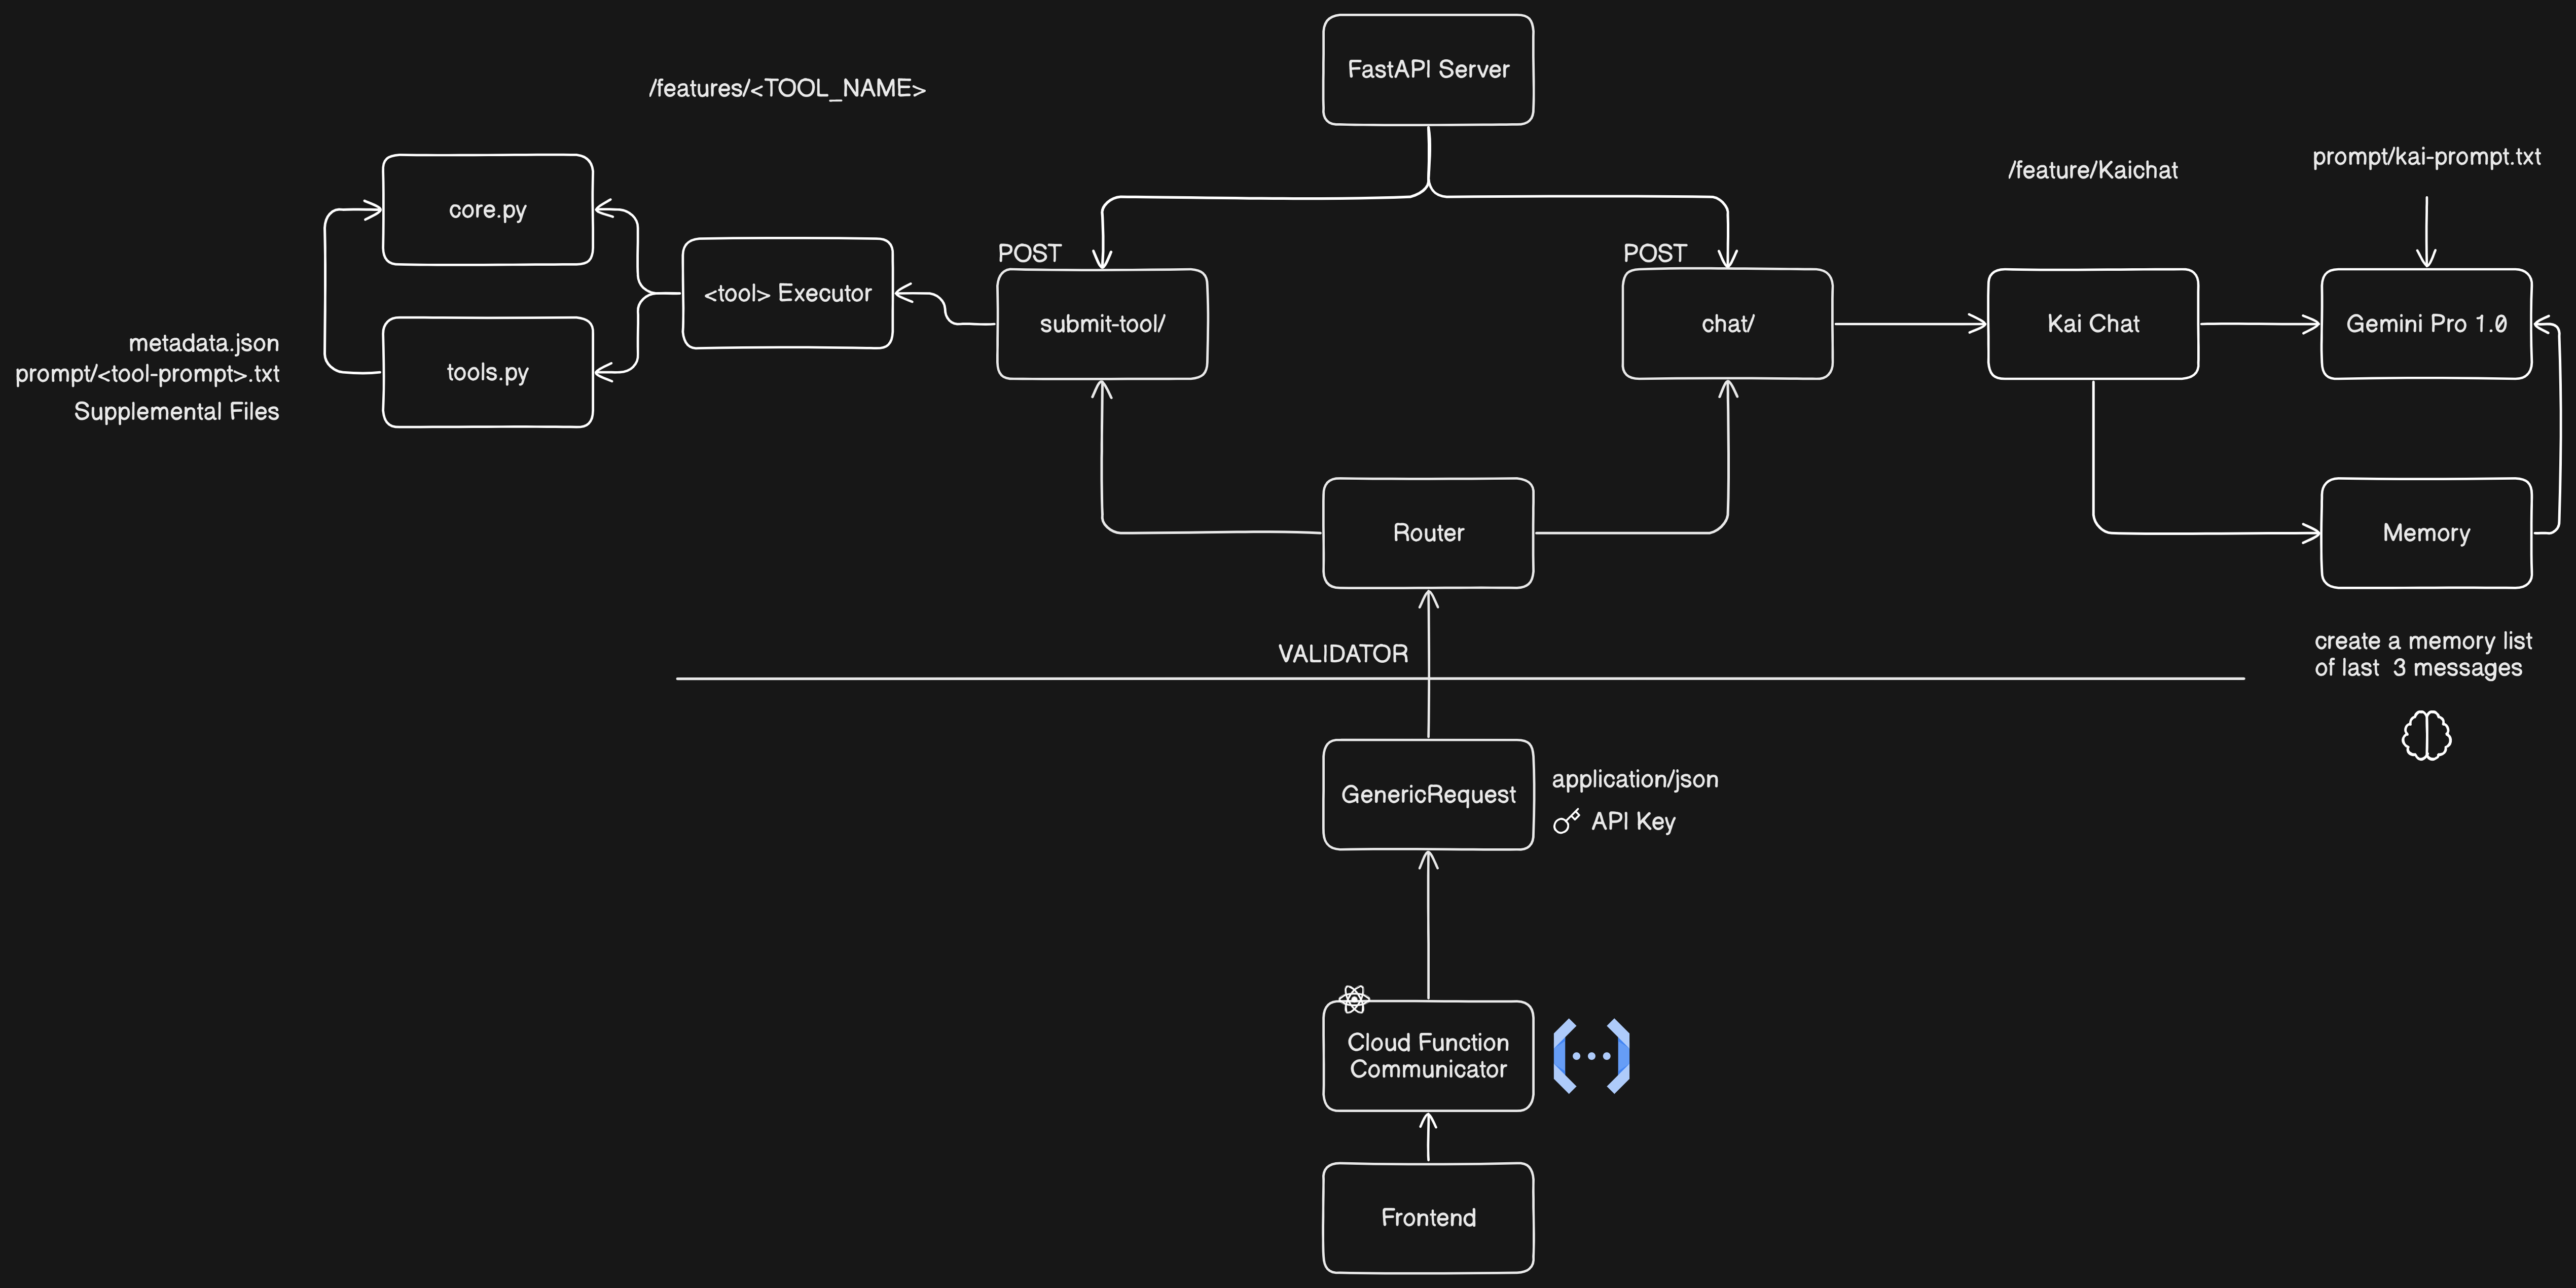 FastAPI Server
/features/<TOOL_NAME>
/feature/Kaichat
prompt/kai-prompt.txt
core.py
POST
POST
<tool> Executor
submit-tool/
chat/
Kai Chat
Gemini Pro 1.0
metadata.json
prompt/<tool-prompt>.txt
Supplemental Files
tools.py
Router
Memory
VALIDATOR
create a memory list
of last  3 messages
GenericRequest
application/json
API Key
Cloud Function
Communicator
Frontend